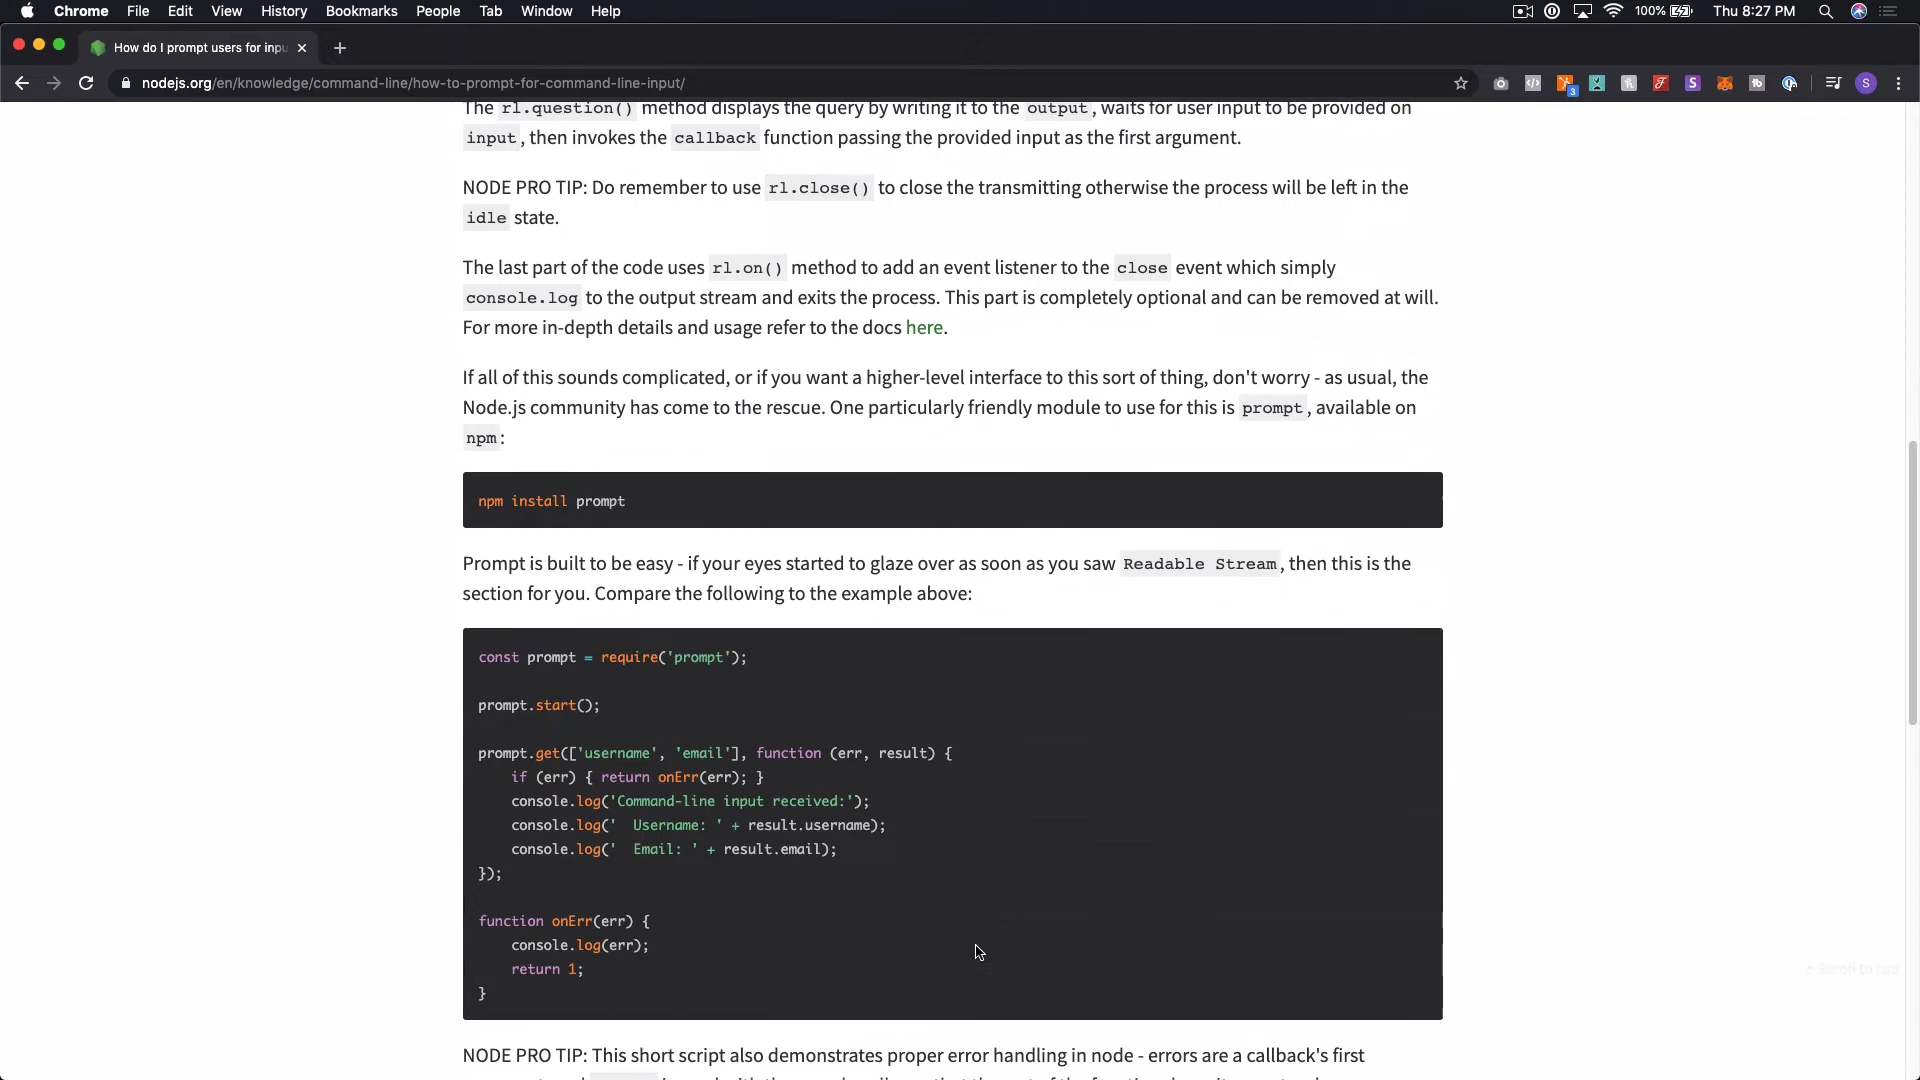 Chrome File Edit View History Bookmarks People Tab Window Help 100% Thu 8:27 PM
How do I prompt users for inpu
nodejs.org/en/knowledge/command-line/how-to-prompt-for-command-line-input/ 3 S
The rl.question() method displays the query by writing it to the output, waits for user input to be provided on
input, then invokes the callback function passing the provided input as the first argument.
NODE PRO TIP: Do remember to use rl.close() to close the transmitting otherwise the process will be left in the
idle state.
The last part of the code uses rl.on() method to add an event listener to the close event which simply
console.log to the output stream and exits the process. This part is completely optional and can be removed at will.
For more in-depth details and usage refer to the docs here.
If all of this sounds complicated, or if you want a higher-level interface to this sort of thing, don't worry - as usual, the
Node.js community has come to the rescue. One particularly friendly module to use for this is prompt, available on
npm:
npm install prompt
Prompt is built to be easy - if your eyes started to glaze over as soon as you saw Readable Stream, then this is the
section for you. Compare the following to the example above:
const prompt = require('prompt');
prompt.start();
prompt.get(['username', 'email'], function (err, result) {
    if (err) { return onErr(err); }
    console.log('Command-line input received:');
    console.log('  Username: ' + result.username);
    console.log('  Email: ' + result.email);
});
function onErr(err) {
    console.log(err);
    return 1;
}
NODE PRO TIP: This short script also demonstrates proper error handling in node - errors are a callback's first